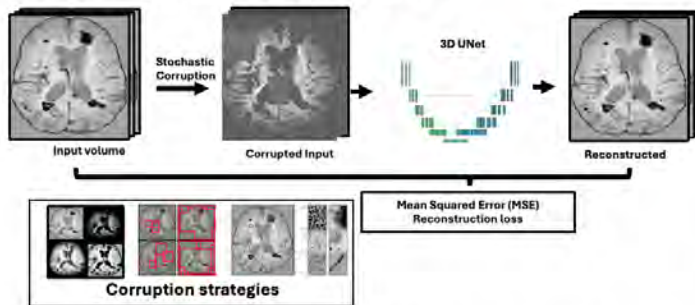 Stochastic
Corruption
3D UNet
Input volume
Corrupted Input
Reconstructed
Mean Squared Error (MSE)
Reconstruction loss
Corruption strategies